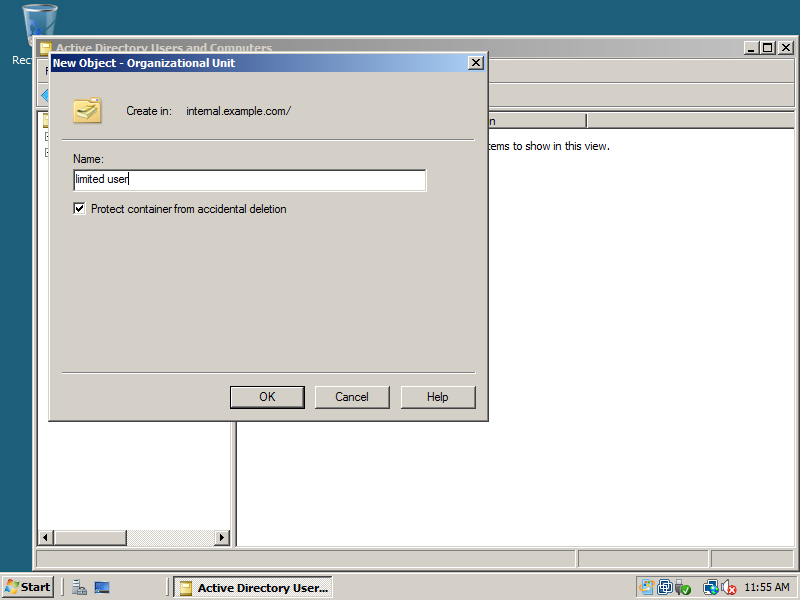 Active Directory Users and Computers
New Object - Organizational Unit
Create in: internal.example.com/
Name:
limited user
Protect container from accidental deletion
OK
Cancel
Help
tems to show in this view.
Start
Active Directory User...
11:55 AM